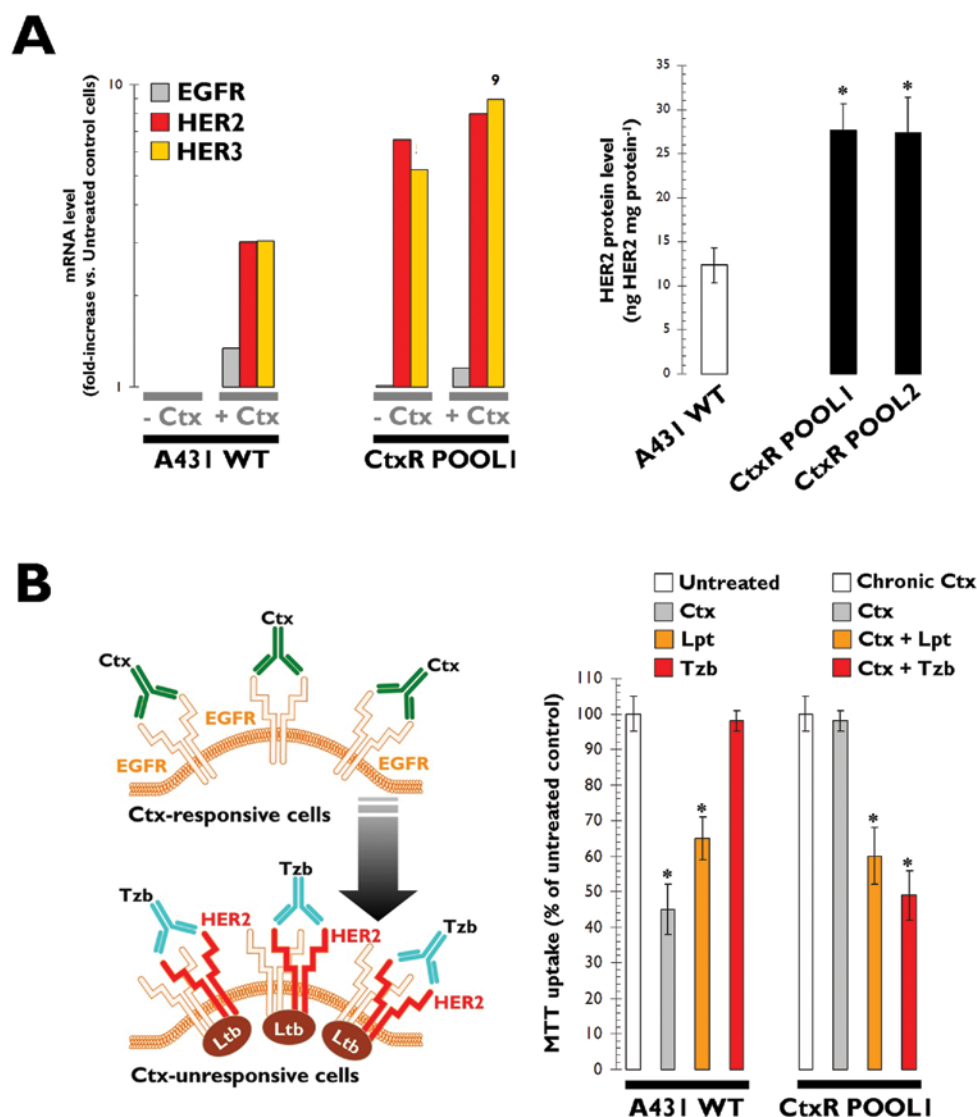 A
mRNA level
(fold-increase vs. Untreated control cells)
10
1
EGFR
HER2
HER3
9
- Ctx
+ Ctx
- Ctx
+ Ctx
A431 WT
CtxR POOL1
HER2 protein level
(ng HER2 mg protein⁻¹)
35
30
25
20
15
10
5
0
*
*
A431 WT
CtxR POOL1
CtxR POOL2
B
Ctx
Ctx
Ctx
EGFR
EGFR
EGFR
Ctx-responsive cells
Tzb
Tzb
Tzb
HER2
HER2
HER2
Ltb
Ltb
Ltb
Ctx-unresponsive cells
Untreated
Ctx
Lpt
Tzb
Chronic Ctx
Ctx
Ctx + Lpt
Ctx + Tzb
MTT uptake (% of untreated control)
110
100
90
80
70
60
50
40
30
20
10
0
*
*
*
*
A431 WT
CtxR POOL1